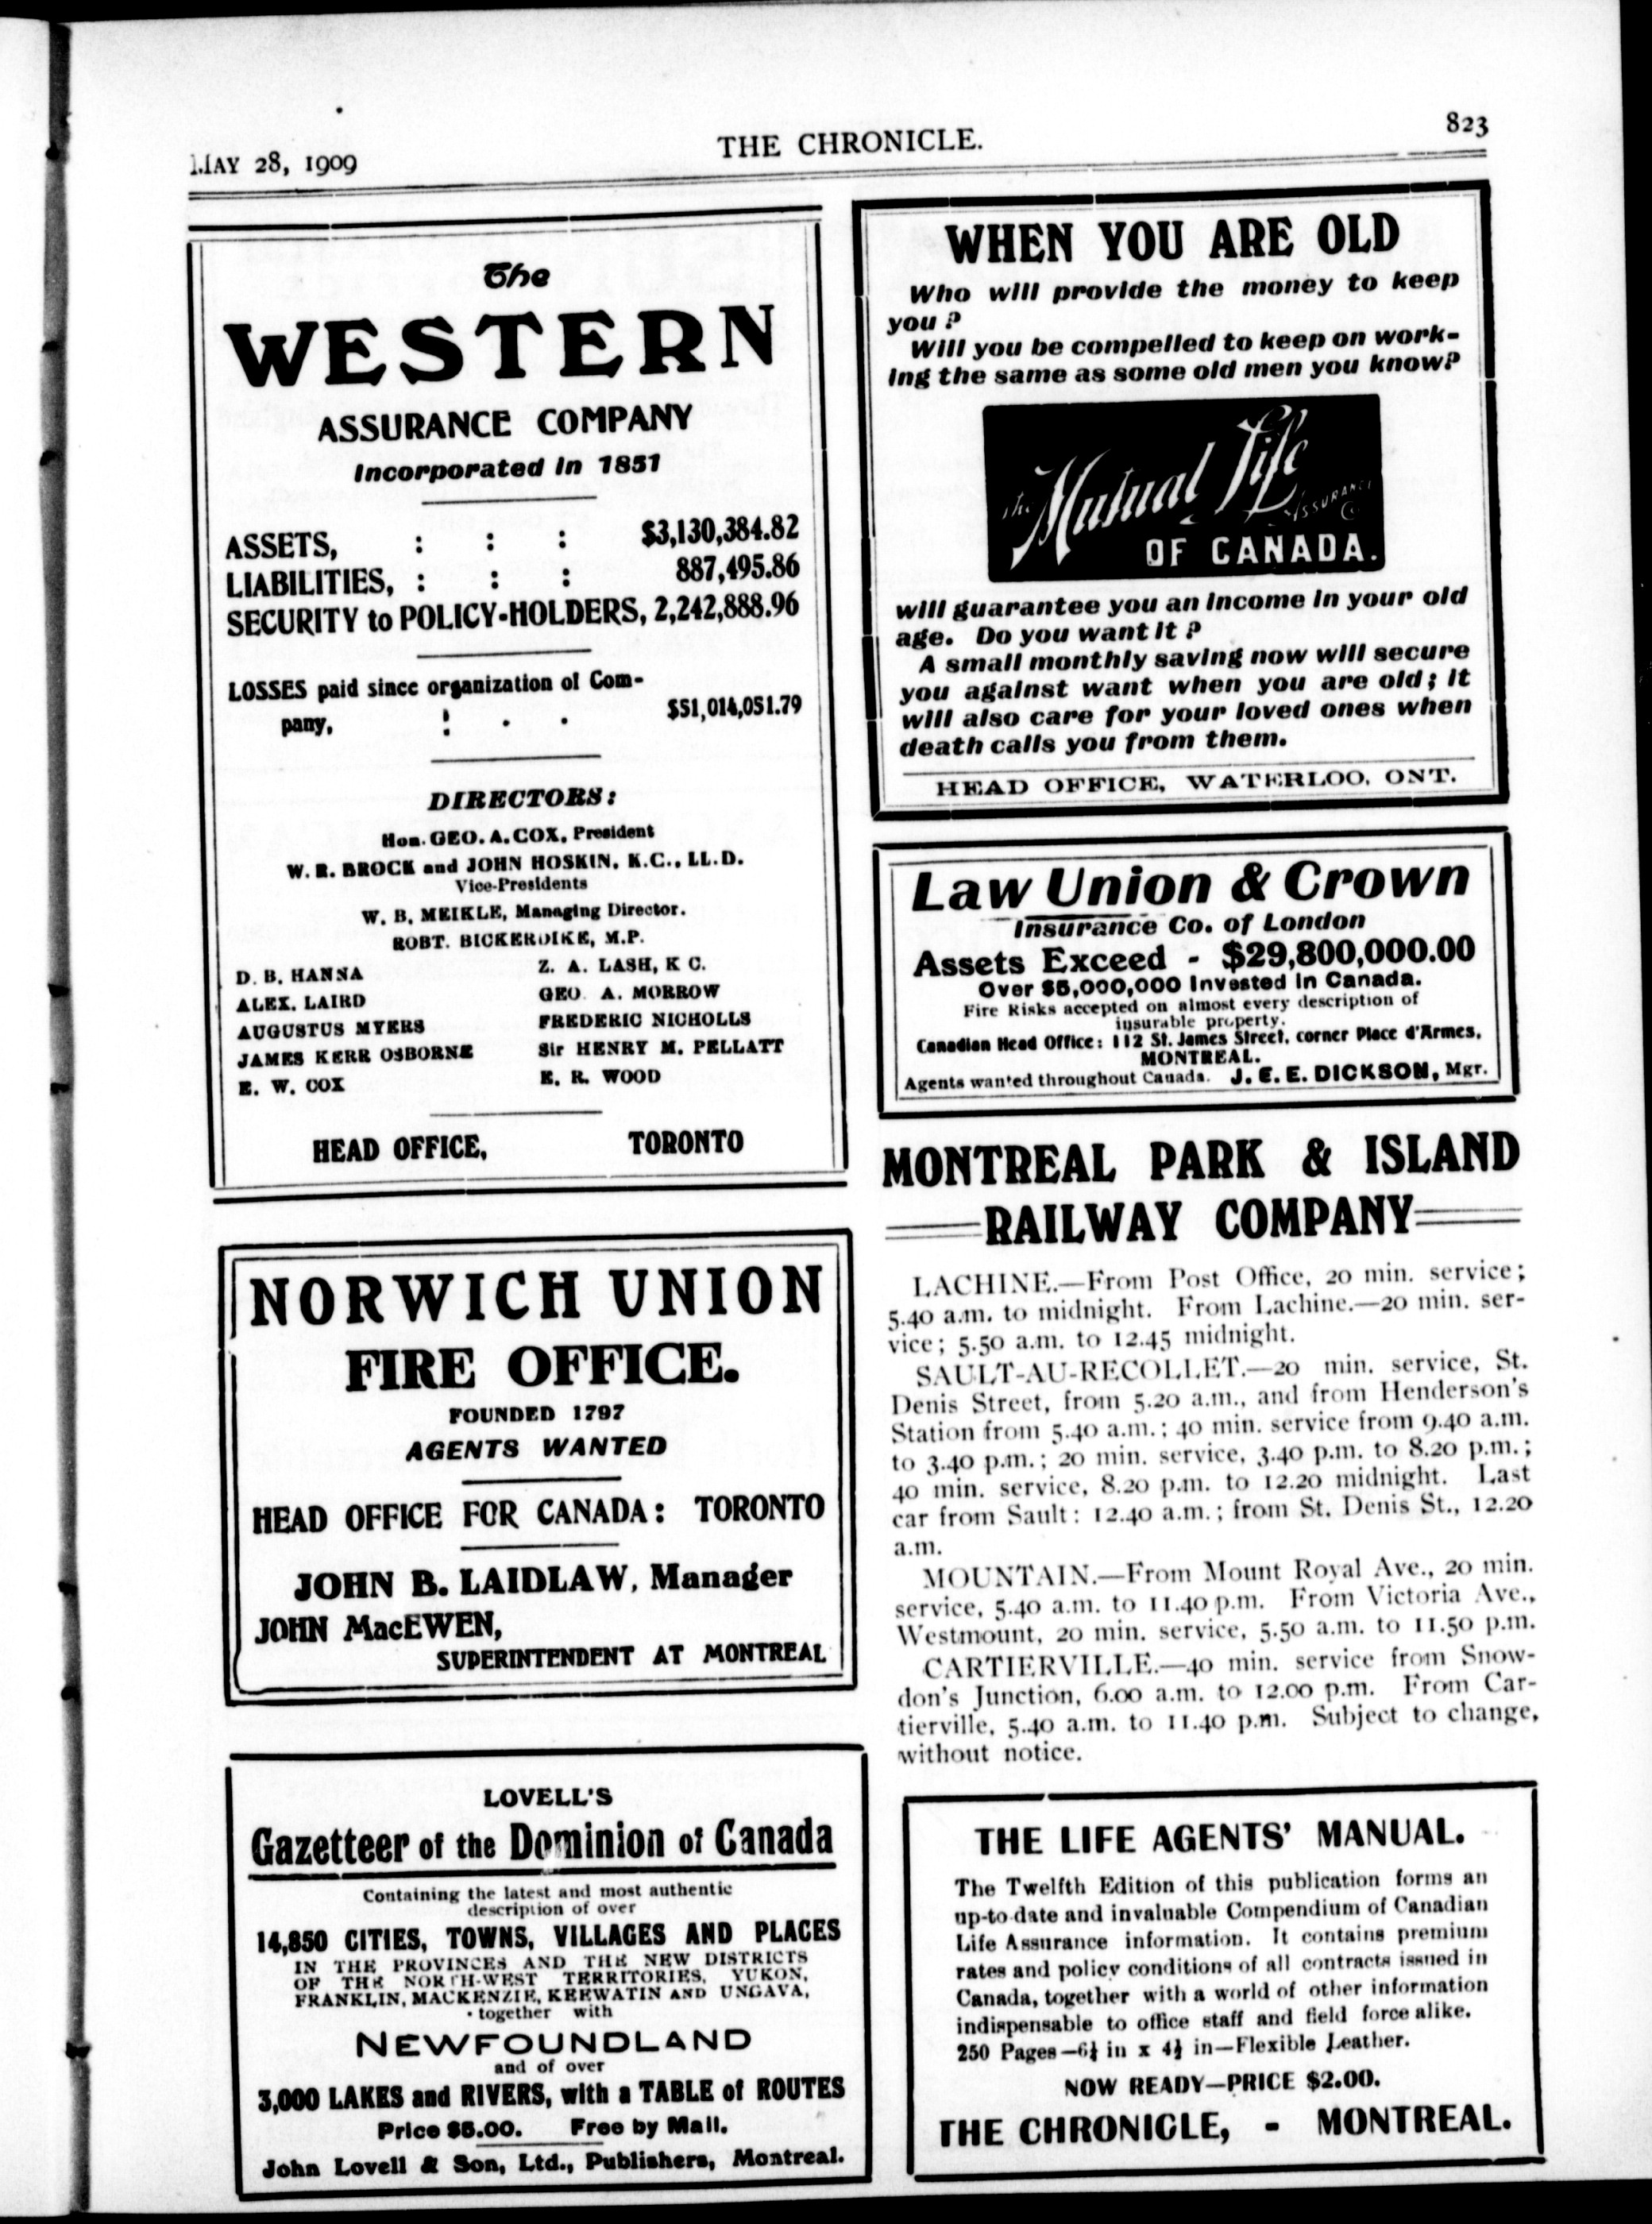 MAY 28, 1909
THE CHRONICLE.
823
The
WESTERN
ASSURANCE COMPANY
Incorporated in 1851
ASSETS, : : : $3,130,384.82
LIABILITIES, : : : 887,495.86
SECURITY to POLICY-HOLDERS, 2,242,888.96
LOSSES paid since organization of Com-
pany, : . . $51,014,051.79
DIRECTORS:
Hon. GEO. A. COX, President
W. R. BROCK and JOHN HOSKIN, K.C., LL.D.
Vice-Presidents
W. B. MEIKLE, Managing Director.
ROBT. BICKERDIKE, M.P.
D. B. HANNA
Z. A. LASH, K C.
ALEX. LAIRD
GEO. A. MORROW
AUGUSTUS MYERS
FREDERIC NICHOLLS
JAMES KERR OSBORNE
Sir HENRY M. PELLATT
E. W. COX
E. R. WOOD
HEAD OFFICE, TORONTO
NORWICH UNION
FIRE OFFICE.
FOUNDED 1797
AGENTS WANTED
HEAD OFFICE FOR CANADA: TORONTO
JOHN B. LAIDLAW, Manager
JOHN MacEWEN,
SUPERINTENDENT AT MONTREAL
LOVELL'S
Gazetteer of the Dominion of Canada
Containing the latest and most authentic
description of over
14,850 CITIES, TOWNS, VILLAGES AND PLACES
IN THE PROVINCES AND THE NEW DISTRICTS
OF THE NORTH-WEST TERRITORIES, YUKON,
FRANKLIN, MACKENZIE, KEEWATIN AND UNGAVA,
together with
NEWFOUNDLAND
and of over
3,000 LAKES and RIVERS, with a TABLE of ROUTES
Price $5.00. Free by Mail.
John Lovell & Son, Ltd., Publishers, Montreal.
WHEN YOU ARE OLD
Who will provide the money to keep
you?
Will you be compelled to keep on work-
ing the same as some old men you know?
The Mutual Life
ASSURANCE Co
OF CANADA.
will guarantee you an income in your old
age. Do you want it?
A small monthly saving now will secure
you against want when you are old; it
will also care for your loved ones when
death calls you from them.
HEAD OFFICE, WATERLOO, ONT.
Law Union & Crown
Insurance Co. of London
Assets Exceed - $29,800,000.00
Over $5,000,000 Invested in Canada.
Fire Risks accepted on almost every description of
insurable property.
Canadian Head Office: 112 St. James Street, corner Place d'Armes,
MONTREAL.
Agents wanted throughout Canada. J. E. E. DICKSON, Mgr.
MONTREAL PARK & ISLAND
RAILWAY COMPANY
LACHINE.—From Post Office, 20 min. service;
5.40 a.m. to midnight. From Lachine.—20 min. ser-
vice; 5.50 a.m. to 12.45 midnight.
SAULT-AU-RECOLLET.—20 min. service, St.
Denis Street, from 5.20 a.m., and from Henderson's
Station from 5.40 a.m.; 40 min. service from 9.40 a.m.
to 3.40 p.m.; 20 min. service, 3.40 p.m. to 8.20 p.m.;
40 min. service, 8.20 p.m. to 12.20 midnight. Last
car from Sault: 12.40 a.m.; from St. Denis St., 12.20
a.m.
MOUNTAIN.—From Mount Royal Ave., 20 min.
service, 5.40 a.m. to 11.40 p.m. From Victoria Ave.,
Westmount, 20 min. service, 5.50 a.m. to 11.50 p.m.
CARTIERVILLE.—40 min. service from Snow-
don's Junction, 6.00 a.m. to 12.00 p.m. From Car-
tierville, 5.40 a.m. to 11.40 p.m. Subject to change,
without notice.
THE LIFE AGENTS' MANUAL.
The Twelfth Edition of this publication forms an
up-to date and invaluable Compendium of Canadian
Life Assurance information. It contains premium
rates and policy conditions of all contracts issued in
Canada, together with a world of other information
indispensable to office staff and field force alike.
250 Pages—6½ in x 4½ in—Flexible Leather.
NOW READY—PRICE $2.00.
THE CHRONICLE, - MONTREAL.